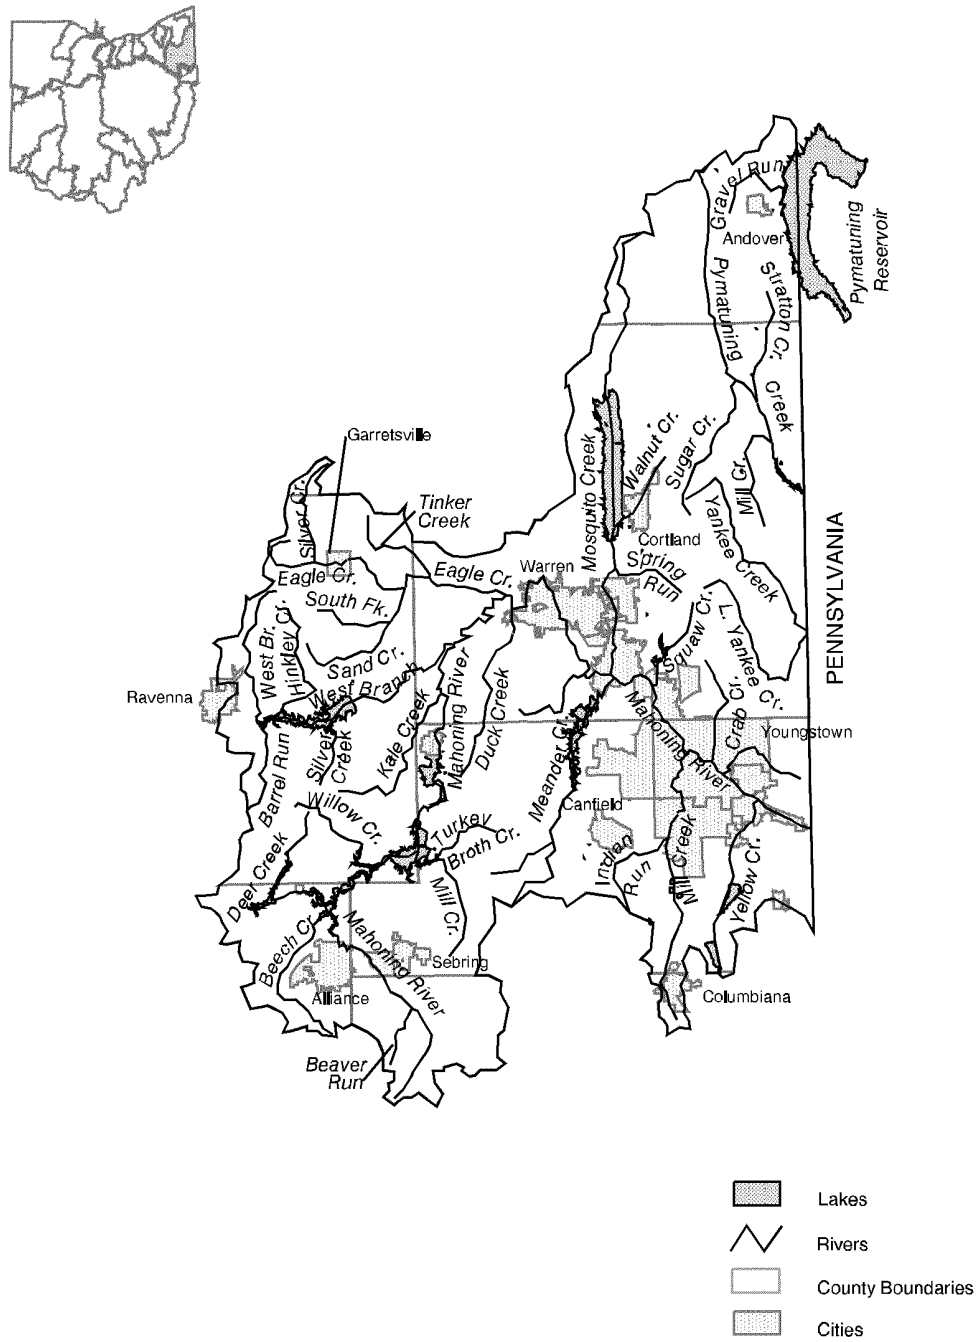 Gravel Run
Andover
Pymatuning
Reservoir
Pymatuning
Stratton Cr.
Creek
Garretsville
Silver Cr.
Tinker
Creek
Mosquito Creek
Walnut Cr.
Sugar Cr.
Mill Cr.
Yankee Creek
Cortland
Spring
Run
PENNSYLVANIA
Eagle Cr.
Eagle Cr.
Warren
South Fk.
West Br.
Hinkley Cr.
Sand Cr.
West Branch
Squaw Cr.
L. Yankee Cr.
Ravenna
Mahoning River
Duck Creek
Kale Creek
Barrel Run
Silver
Creek
Meander Cr.
Mahoning River
Crab Cr.
Youngstown
Canfield
Willow Cr.
Turkey
Broth Cr.
Deer Creek
Mill Cr.
Indian
Run
Mill Creek
Yellow Cr.
Beech Cr.
Mahoning River
Sebring
Alliance
Columbiana
Beaver
Run
Lakes
Rivers
County Boundaries
Cities